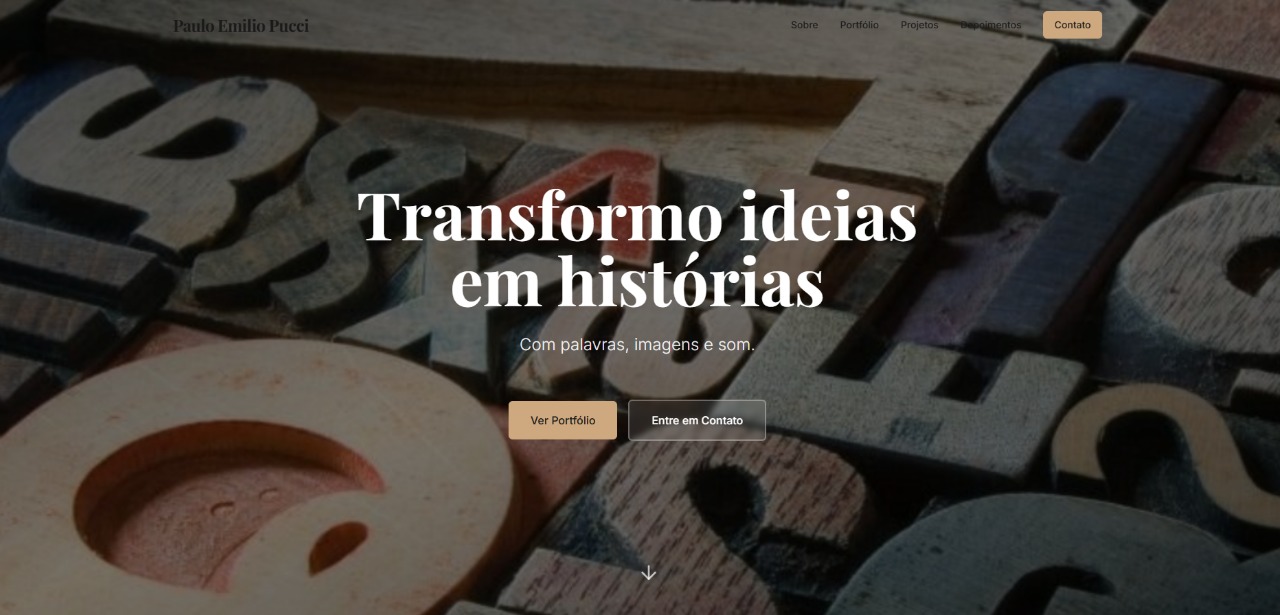 Paulo Emilio Pucci
Sobre
Portfólio
Projetos
Depoimentos
Contato
Transformo ideias
em histórias
Com palavras, imagens e som.
Ver Portfólio
Entre em Contato